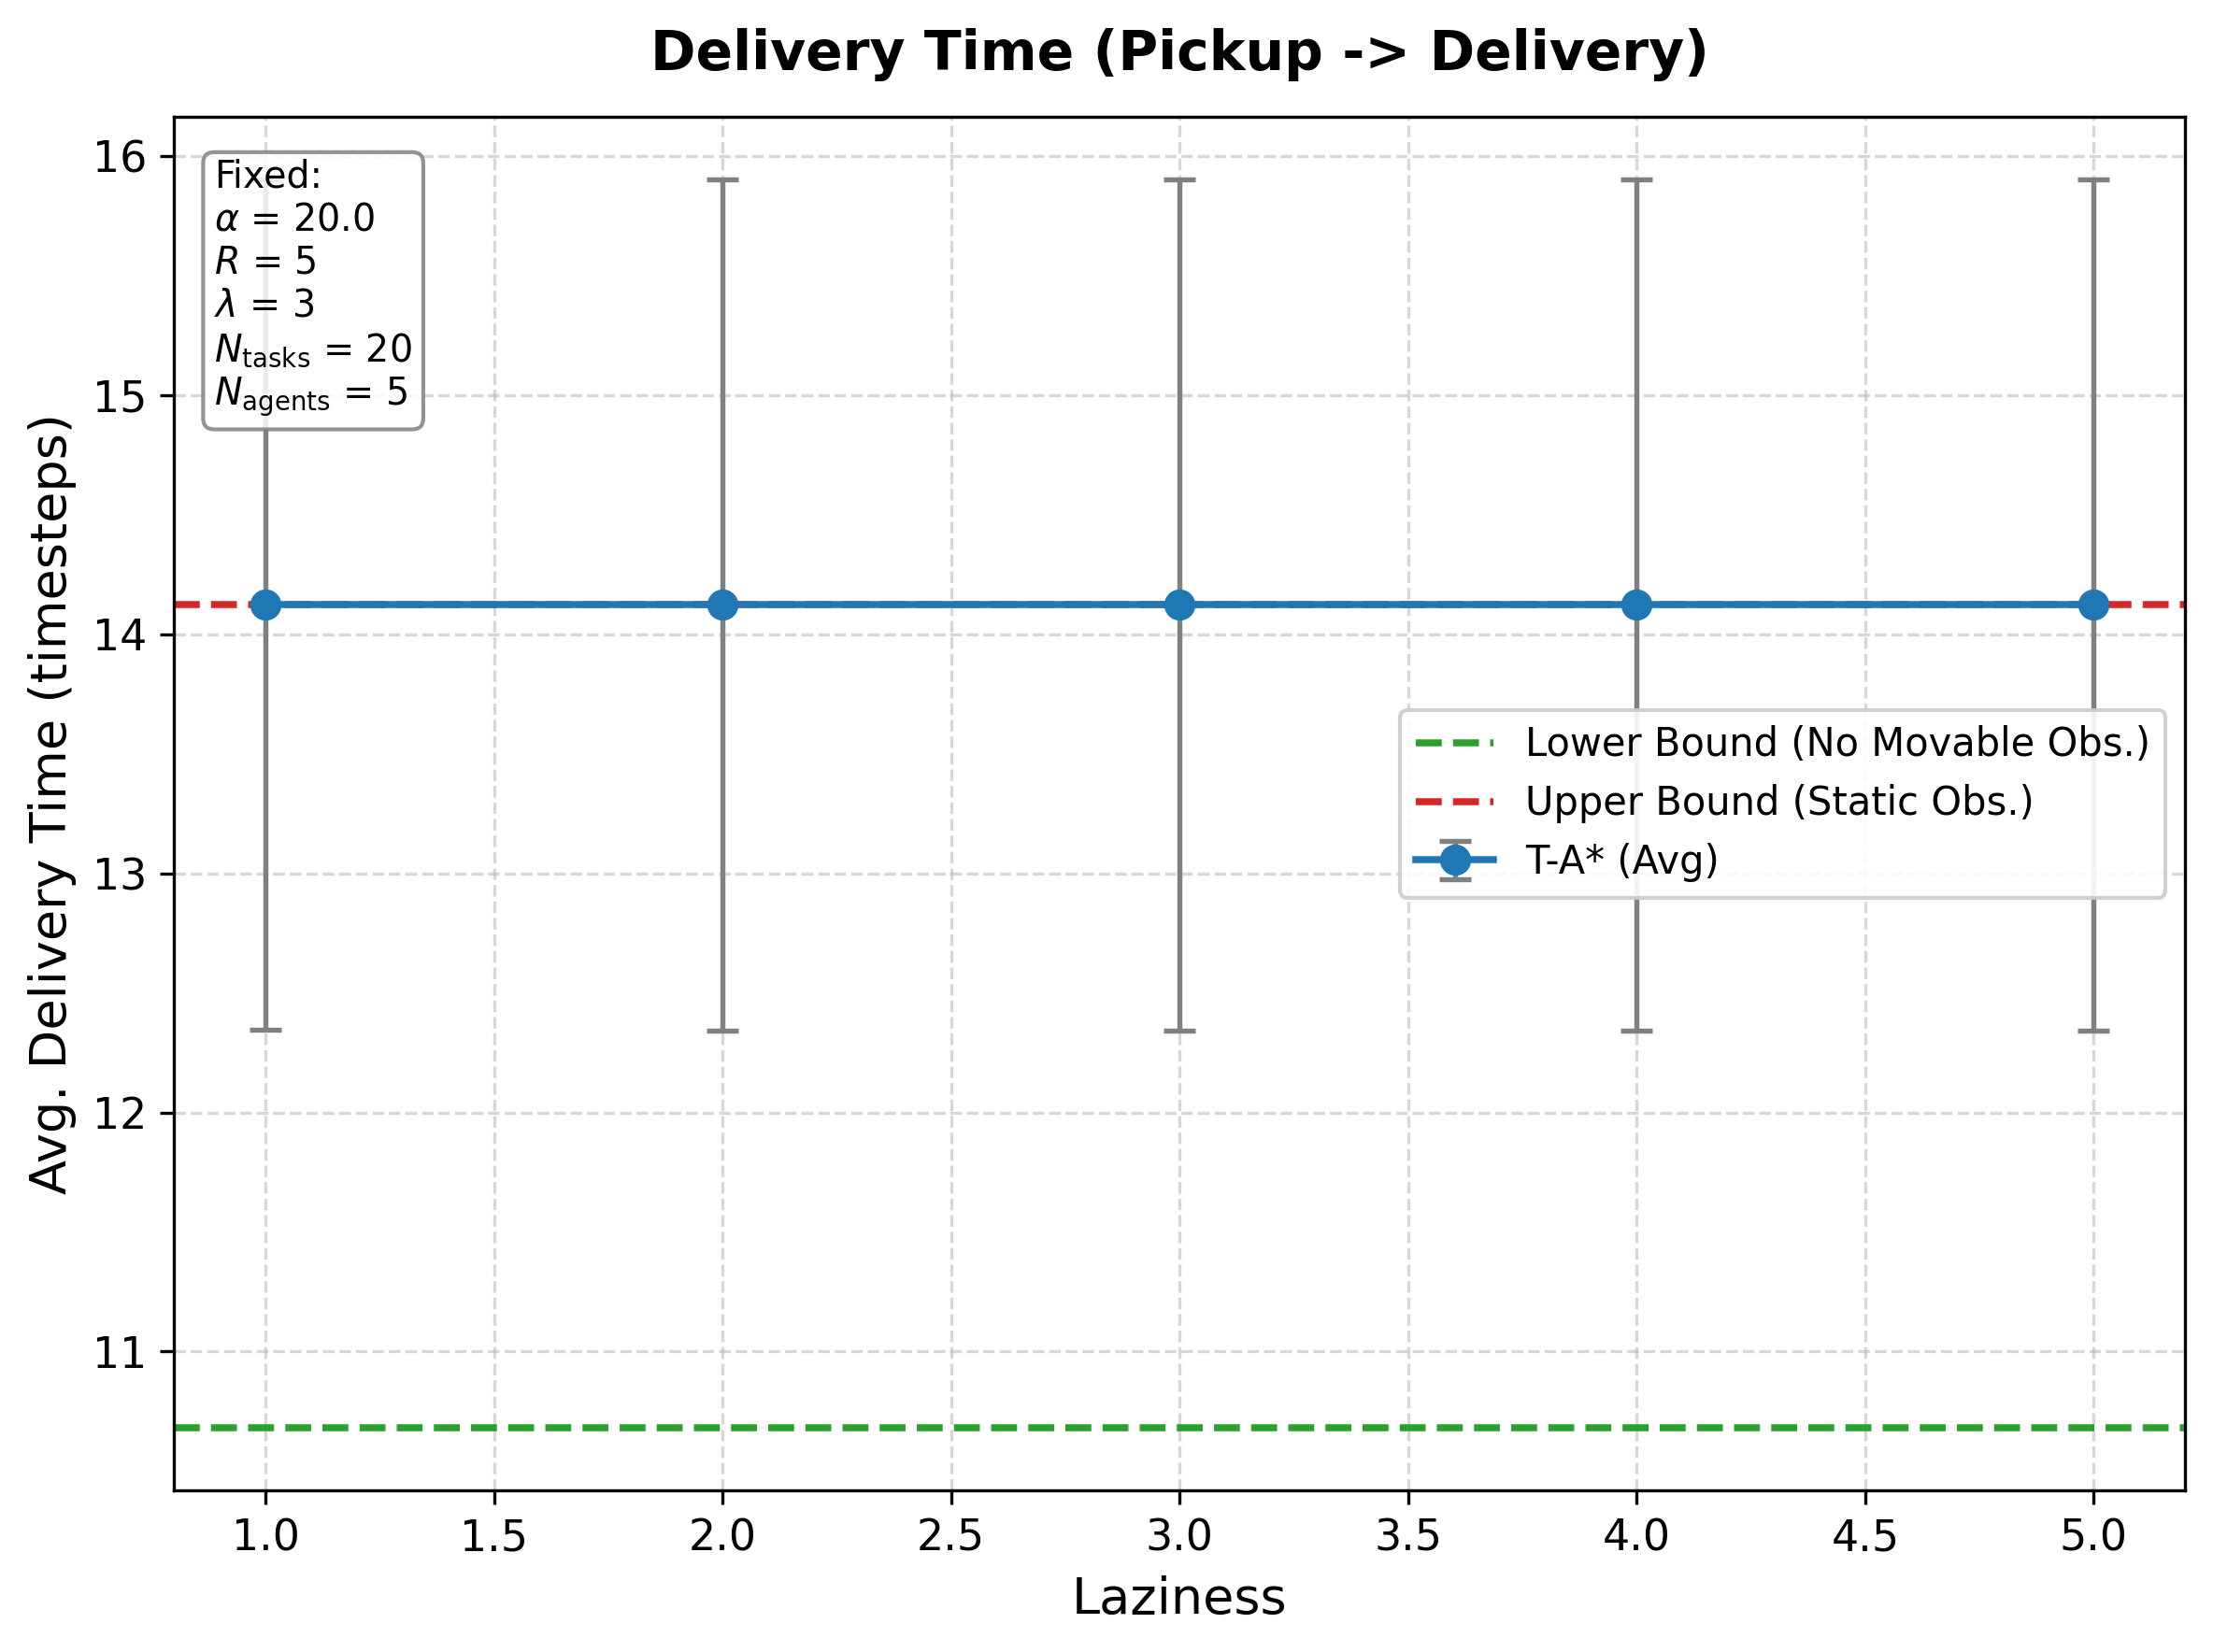 Delivery Time (Pickup -> Delivery)
Avg. Delivery Time (timesteps)
16
15
14
13
12
11
Fixed:
α = 20.0
R = 5
λ = 3
N_tasks = 20
N_agents = 5
Lower Bound (No Movable Obs.)
Upper Bound (Static Obs.)
T-A* (Avg)
1.0 1.5 2.0 2.5 3.0 3.5 4.0 4.5 5.0
Laziness